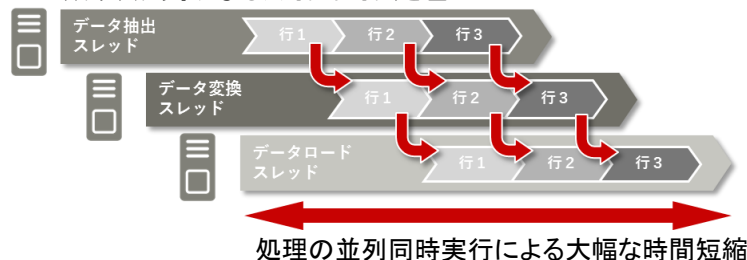 データ抽出
スレッド
行1
行2
行3
データ変換
スレッド
行1
行2
行3
データロード
スレッド
行1
行2
行3
処理の並列同時実行による大幅な時間短縮